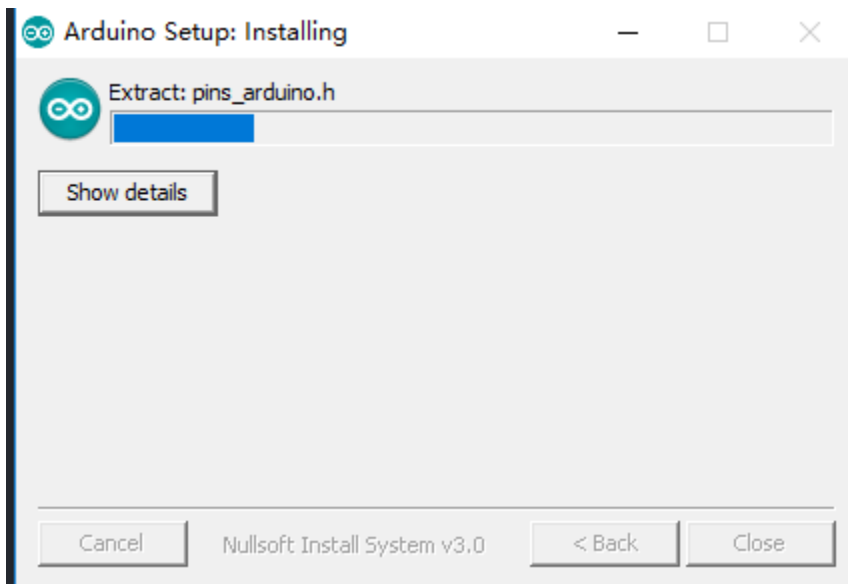 Arduino Setup: Installing
Extract: pins_arduino.h
Show details
Cancel
Nullsoft Install System v3.0
< Back
Close